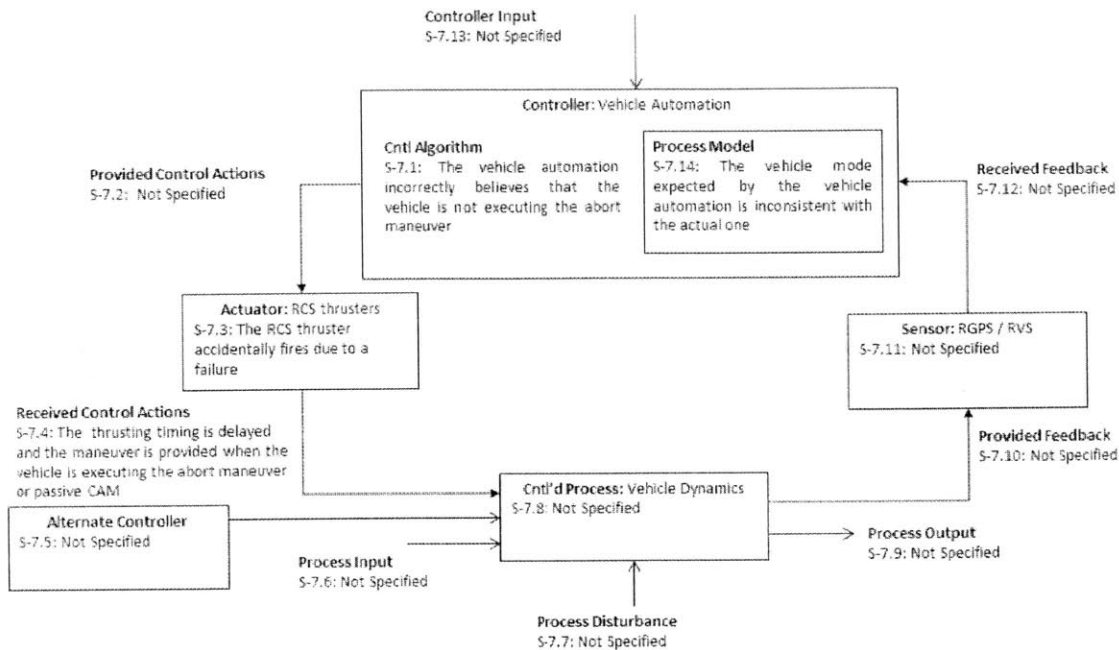 Controller Input
S-7.13: Not Specified
Controller: Vehicle Automation
Cntl Algorithm
S-7.1: The vehicle automation
incorrectly believes that the
vehicle is not executing the abort
maneuver
Process Model
S-7.14: The vehicle mode
expected by the vehicle
automation is inconsistent with
the actual one
Provided Control Actions
S-7.2: Not Specified
Received Feedback
S-7.12: Not Specified
Actuator: RCS thrusters
S-7.3: The RCS thruster
accidentally fires due to a
failure
Sensor: RGPS / RVS
S-7.11: Not Specified
Received Control Actions
S-7.4: The thrusting timing is delayed
and the maneuver is provided when the
vehicle is executing the abort maneuver
or passive CAM
Provided Feedback
S-7.10: Not Specified
Cntl'd Process: Vehicle Dynamics
S-7.8: Not Specified
Alternate Controller
S-7.5: Not Specified
Process Output
S-7.9: Not Specified
Process Input
S-7.6: Not Specified
Process Disturbance
S-7.7: Not Specified